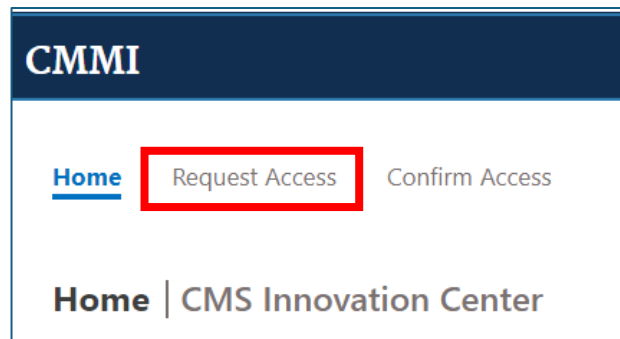 CMMI
Home Request Access Confirm Access
Home | CMS Innovation Center